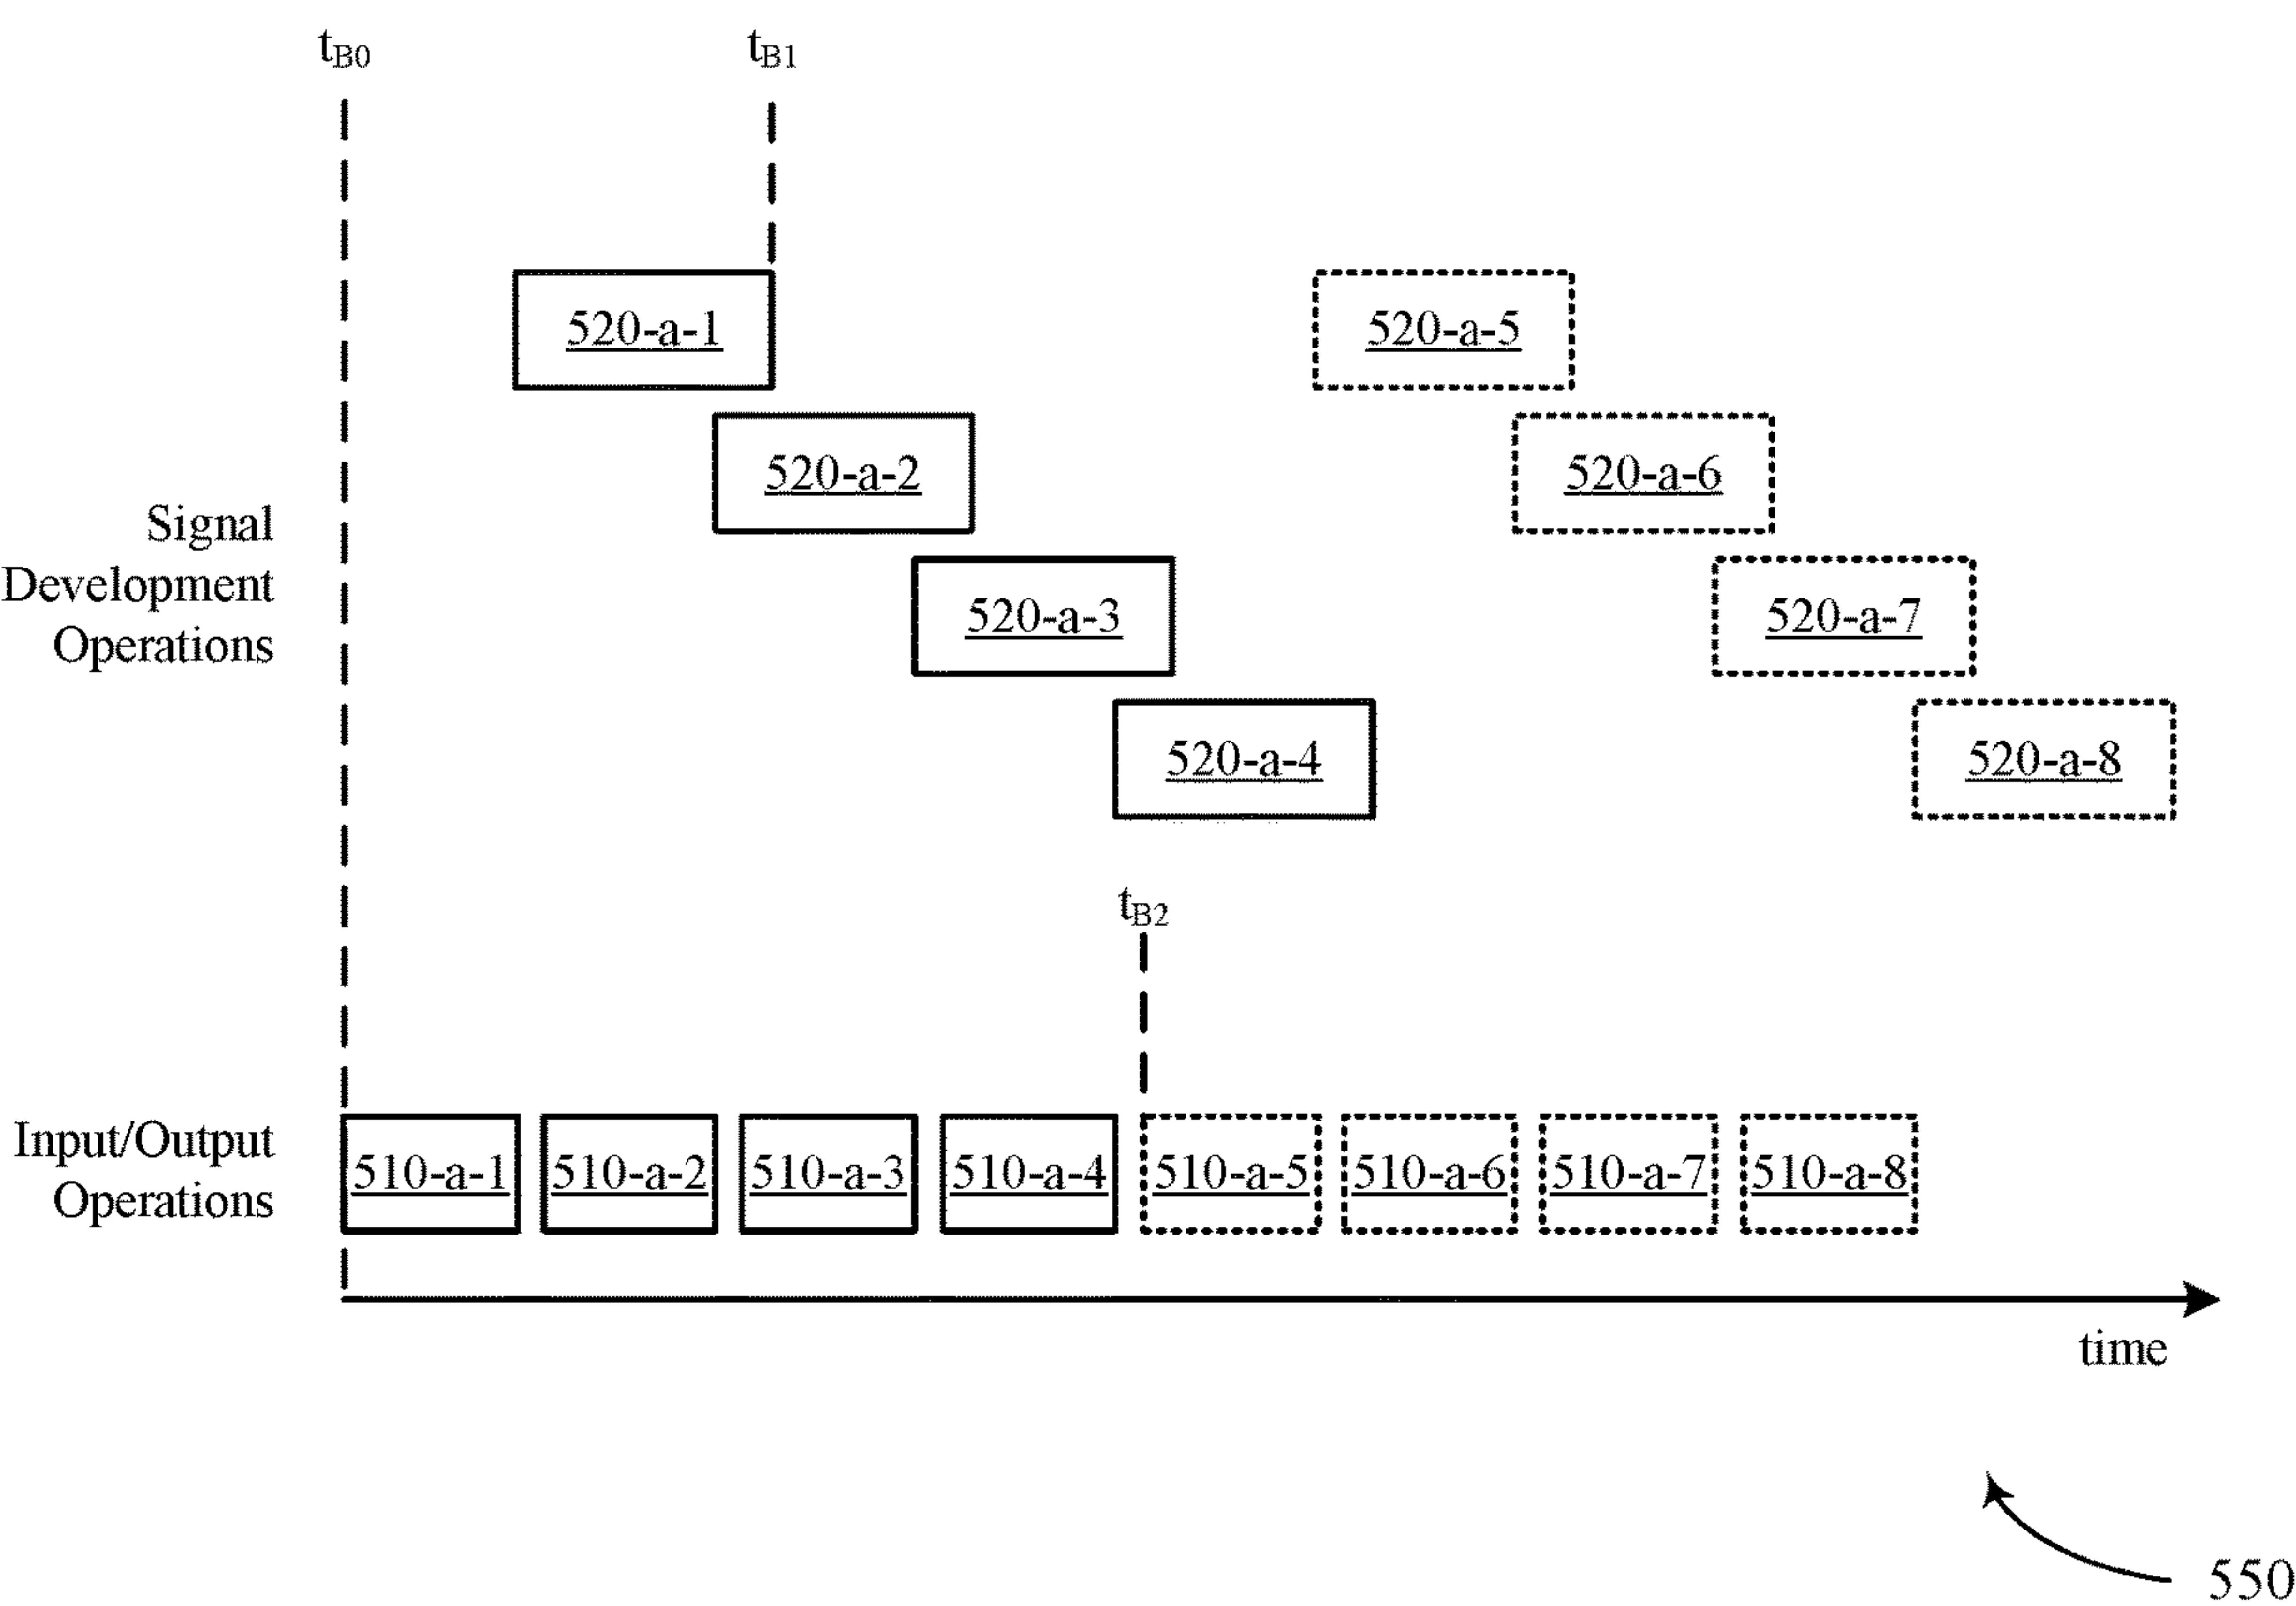 tB0
tB1
520-a-1
520-a-5
520-a-2
520-a-6
Signal
Development
Operations
520-a-3
520-a-7
520-a-4
520-a-8
tB2
Input/Output
Operations
510-a-1
510-a-2
510-a-3
510-a-4
510-a-5
510-a-6
510-a-7
510-a-8
time
550